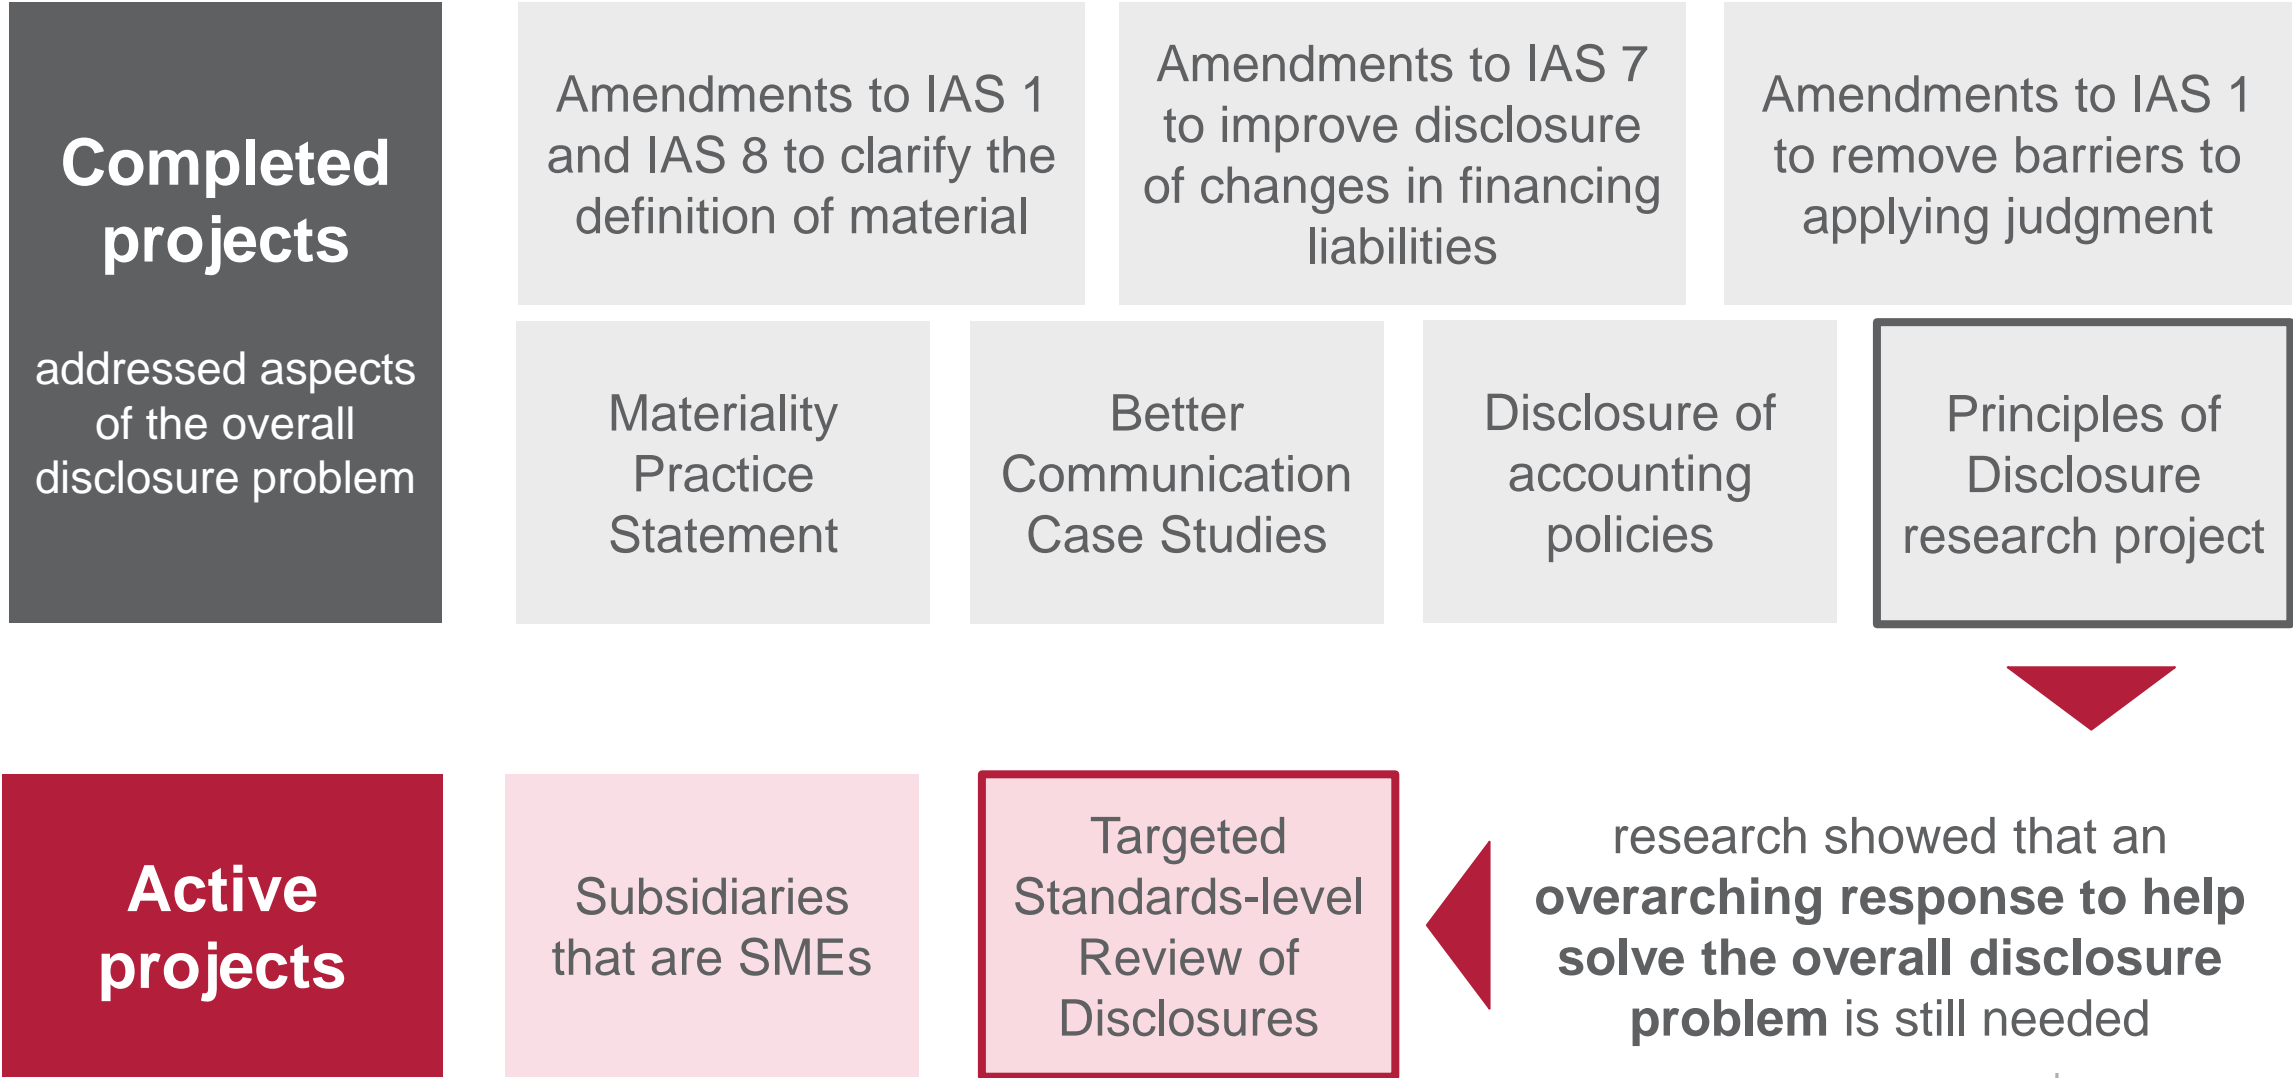 Completed
projects
addressed aspects
of the overall
disclosure problem
Amendments to IAS 1
and IAS 8 to clarify the
definition of material
Amendments to IAS 7
to improve disclosure
of changes in financing
liabilities
Amendments to IAS 1
to remove barriers to
applying judgment
Materiality
Practice
Statement
Better
Communication
Case Studies
Disclosure of
accounting
policies
Principles of
Disclosure
research project
Active
projects
Subsidiaries
that are SMEs
Targeted
Standards-level
Review of
Disclosures
research showed that an
overarching response to help
solve the overall disclosure
problem is still needed